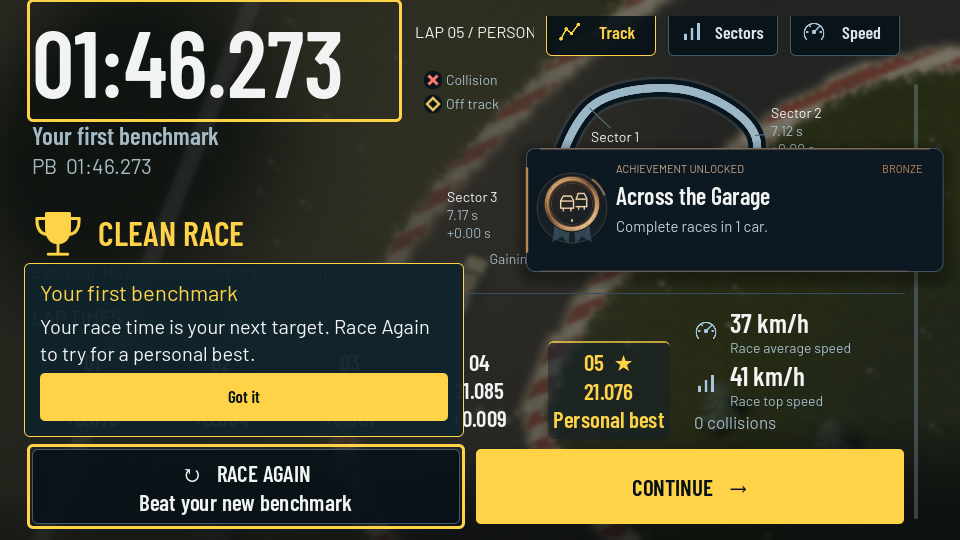 01:46.273
Your first benchmark
PB 01:46.273
LAP 05 / PERSON
Track
Sectors
Speed
Collision
Off track
Sector 1
Sector 2
7.12 s
Sector 3
7.17 s
+0.00 s
ACHIEVEMENT UNLOCKED
BRONZE
Across the Garage
Complete races in 1 car.
CLEAN RACE
Your first benchmark
Your race time is your next target. Race Again
to try for a personal best.
Got it
04
1.085
0.009
05 ★
21.076
Personal best
37 km/h
Race average speed
41 km/h
Race top speed
0 collisions
↻ RACE AGAIN
Beat your new benchmark
CONTINUE →